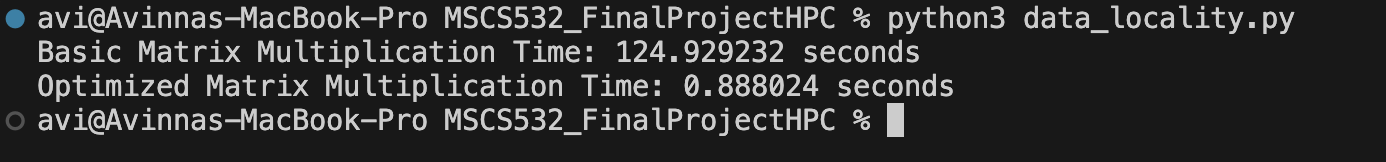 avi@Avinnas-MacBook-Pro MSCS532_FinalProjectHPC % python3 data_locality.py
Basic Matrix Multiplication Time: 124.929232 seconds
Optimized Matrix Multiplication Time: 0.888024 seconds
avi@Avinnas-MacBook-Pro MSCS532_FinalProjectHPC %